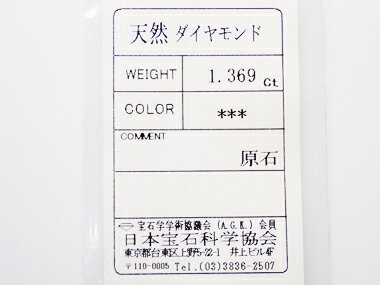 天然 ダイヤモンド
WEIGHT 1.369 Ct
COLOR ***
COMMENT
原石
宝石学学術協議会 (A.G.K.) 会員
日本宝石科学協会
東京都台東区上野5-22-1 井上ビル4F
〒110-0005 Tel.(03)3836-2507